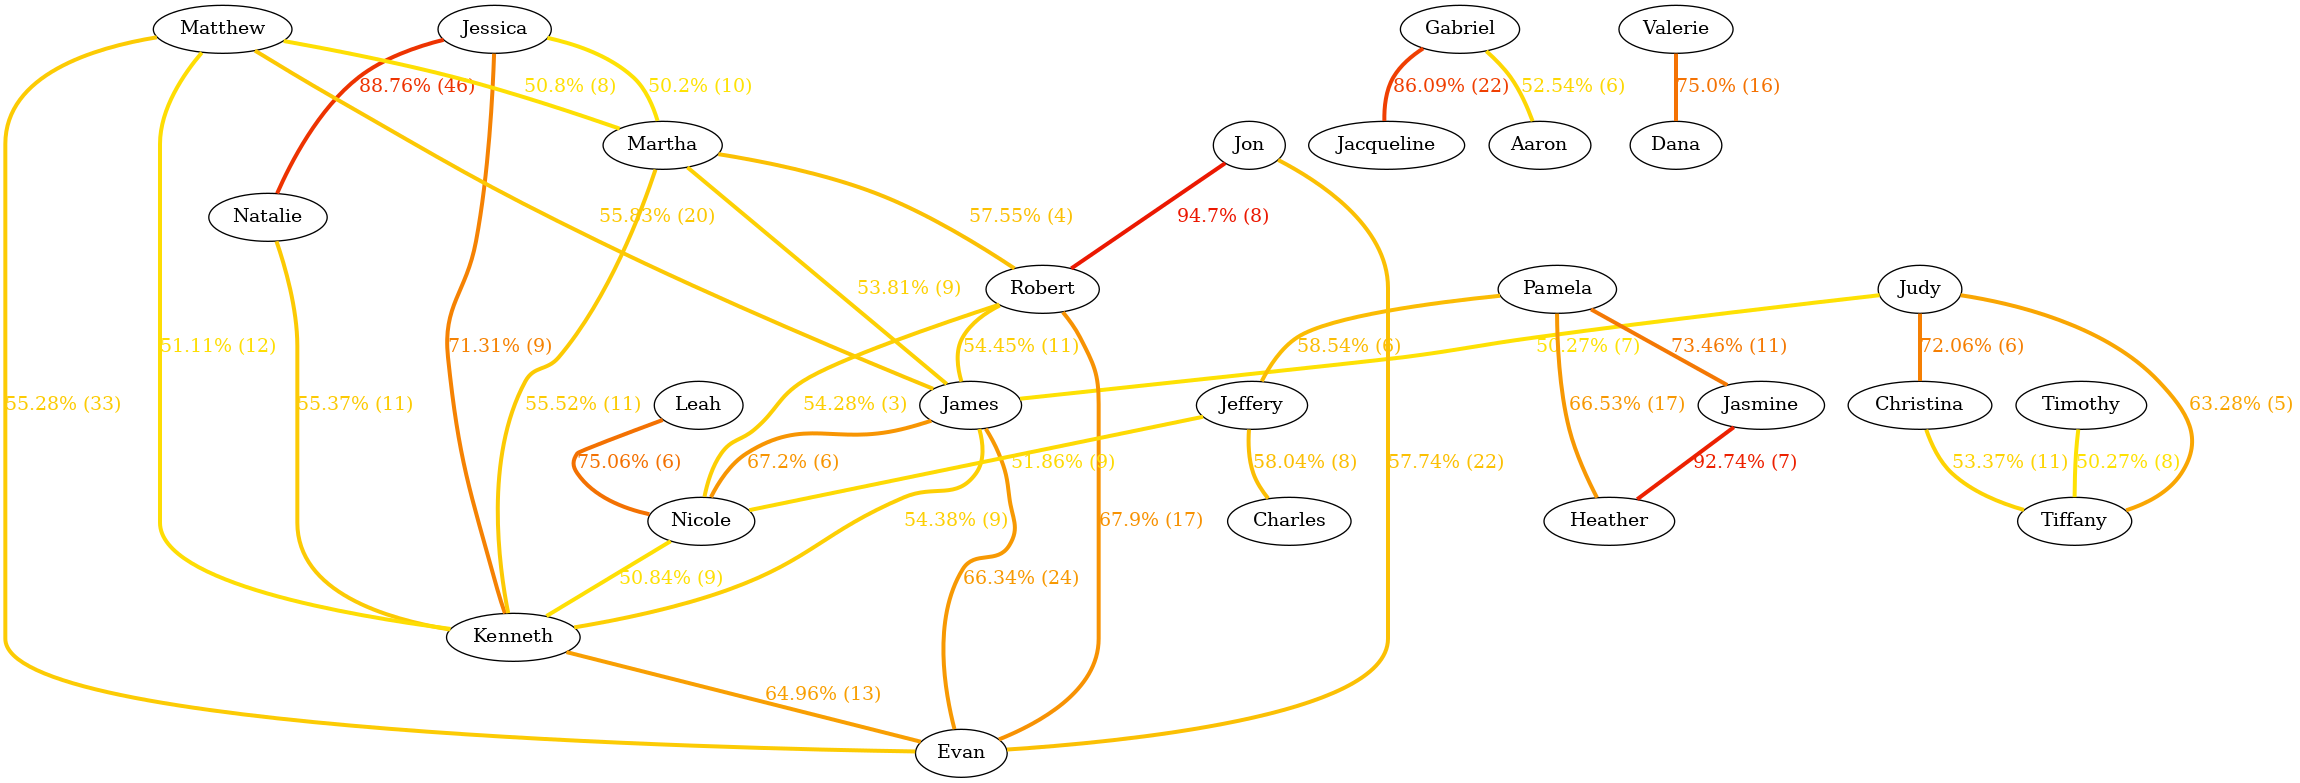 Matthew
Jessica
Gabriel
Valerie
88.76% (46)
50.8% (8)
50.2% (10)
86.09% (22)
52.54% (6)
75.0% (16)
Martha
Jon
Jacqueline
Aaron
Dana
Natalie
55.83% (20)
57.55% (4)
94.7% (8)
53.81% (9)
Robert
Pamela
Judy
51.11% (12)
71.31% (9)
54.45% (11)
58.54% (6)
50.27% (7)
73.46% (11)
72.06% (6)
55.28% (33)
55.37% (11)
55.52% (11)
Leah
54.28% (3)
James
Jeffery
66.53% (17)
Jasmine
Christina
Timothy
63.28% (5)
75.06% (6)
67.2% (6)
51.86% (9)
58.04% (8)
57.74% (22)
92.74% (7)
53.37% (11)
50.27% (8)
Nicole
54.38% (9)
67.9% (17)
Charles
Heather
Tiffany
50.84% (9)
66.34% (24)
Kenneth
64.96% (13)
Evan